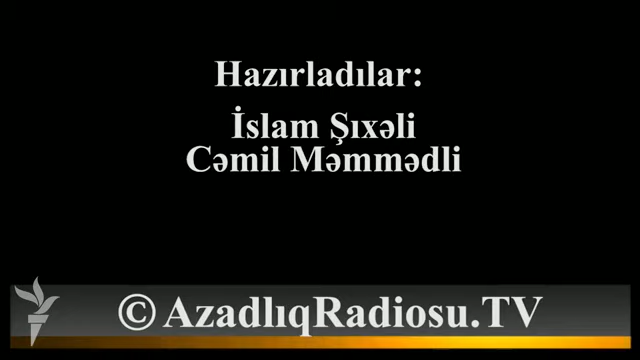 Hazırladılar:
İslam Şıxəli
Cəmil Məmmədli
© AzadlıqRadiosu.TV